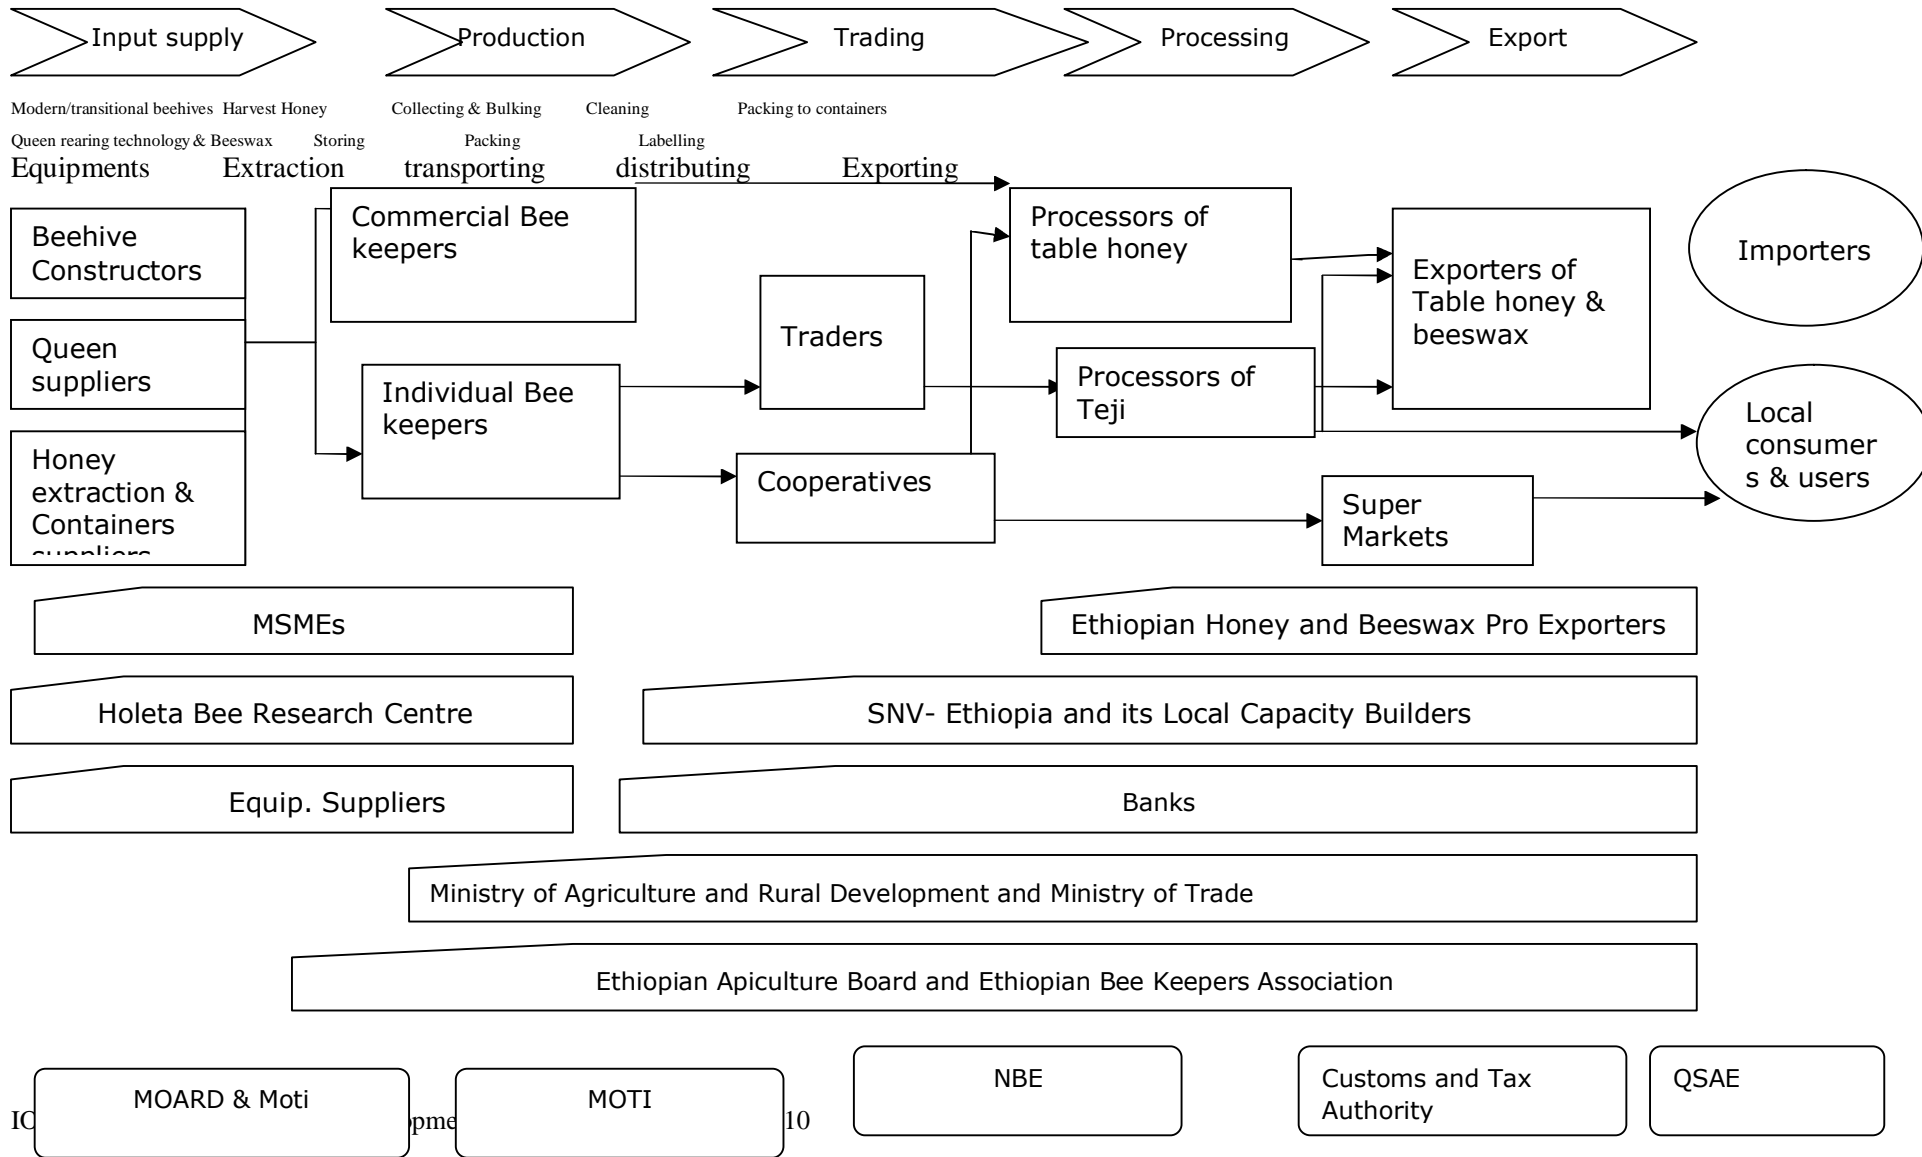 Input supply
Production
Trading
Processing
Export
Modern/transitional beehives Harvest Honey Collecting & Bulking Cleaning Packing to containers
Queen rearing technology & Beeswax Storing Packing Labelling
Equipments Extraction transporting distributing Exporting
Beehive
Constructors
Queen
suppliers
Honey
extraction &
Containers
suppliers
Commercial Bee
keepers
Individual Bee
keepers
Traders
Cooperatives
Processors of
table honey
Processors of
Teji
Exporters of
Table honey &
beeswax
Super
Markets
Importers
Local
consumer
s & users
MSMEs
Ethiopian Honey and Beeswax Pro Exporters
Holeta Bee Research Centre
SNV- Ethiopia and its Local Capacity Builders
Equip. Suppliers
Banks
Ministry of Agriculture and Rural Development and Ministry of Trade
Ethiopian Apiculture Board and Ethiopian Bee Keepers Association
MOARD & Moti
MOTI
NBE
Customs and Tax
Authority
QSAE
10